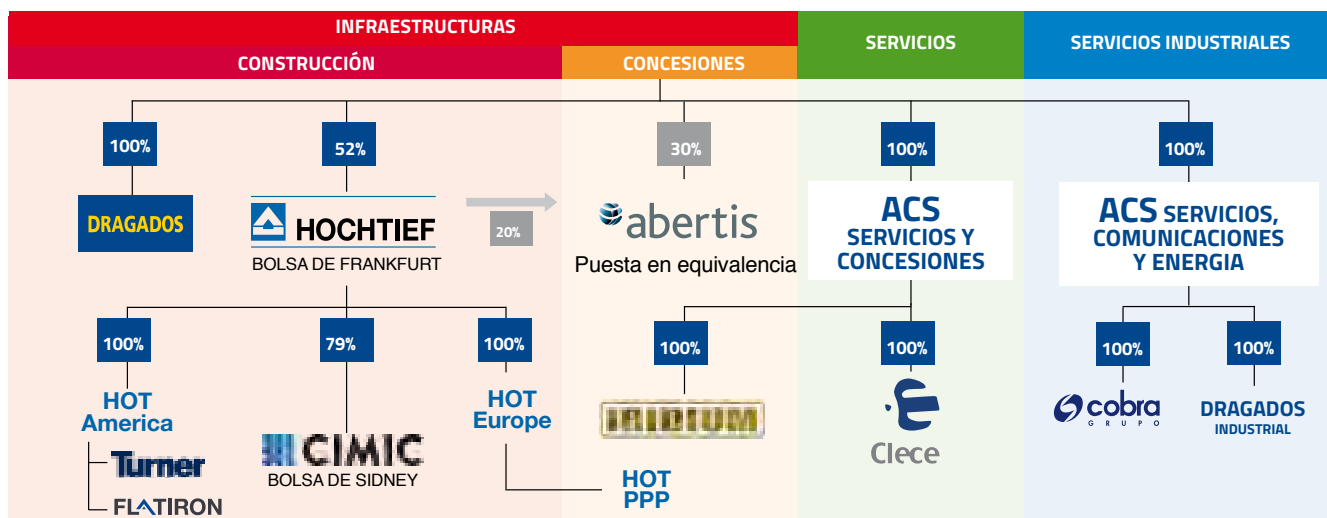 INFRAESTRUCTURAS
SERVICIOS
SERVICIOS INDUSTRIALES
CONSTRUCCIÓN
CONCESIONES
100%
52%
30%
100%
100%
DRAGADOS
HOCHTIEF
BOLSA DE FRANKFURT
20%
abertis
Puesta en equivalencia
ACS
SERVICIOS Y
CONCESIONES
ACS SERVICIOS,
COMUNICACIONES
Y ENERGIA
100%
79%
100%
100%
100%
100%
100%
HOT
America
Turner
FLATIRON
CIMIC
BOLSA DE SIDNEY
HOT
Europe
IRIDIUM
HOT
PPP
Clece
cobra
GRUPO
DRAGADOS
INDUSTRIAL